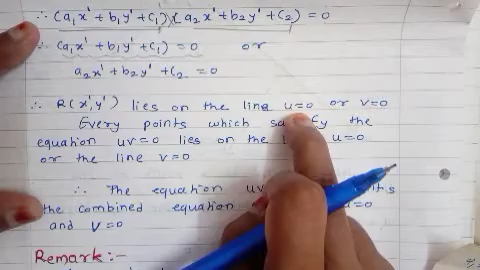 ∴ (a₁x' + b₁y' + c₁)(a₂x' + b₂y' + c₂) = 0
∴ (a₁x' + b₁y' + c₁) = 0 or
a₂x' + b₂y' + c₂ = 0
∴ R(x',y') lies on the line u=0 or v=0
Every points which the
equation uv=0 lies on the u=0
or the line v=0
∴ The equation uv
the combined equation u=0
and v=0
Remark:-